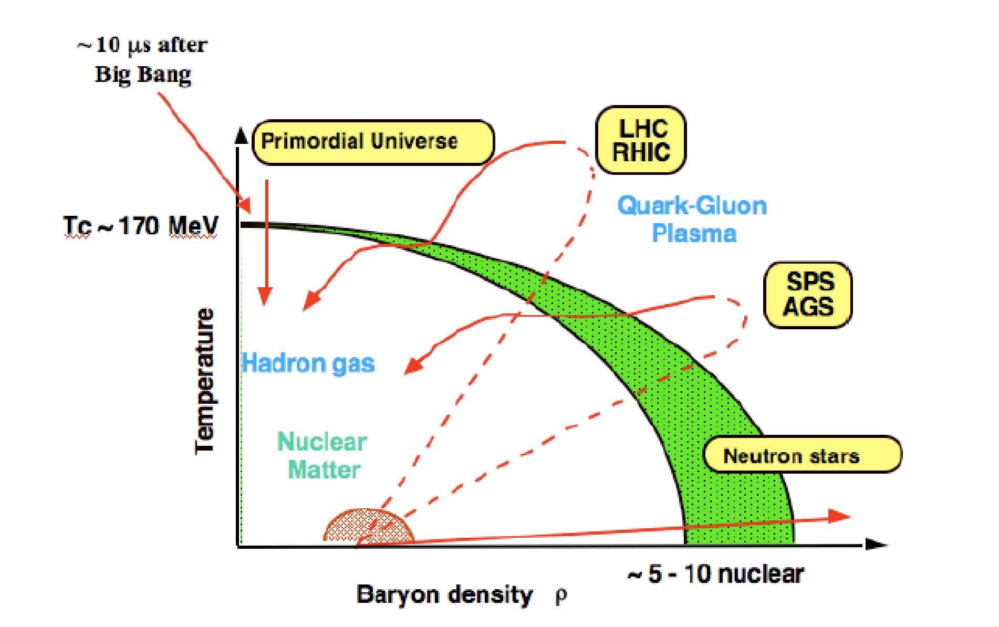 ~10 μs after
Big Bang
Primordial Universe
LHC
RHIC
Quark-Gluon
Plasma
Tc ~ 170 MeV
SPS
AGS
Temperature
Hadron gas
Nuclear
Matter
Neutron stars
~ 5 - 10 nuclear
Baryon density ρ